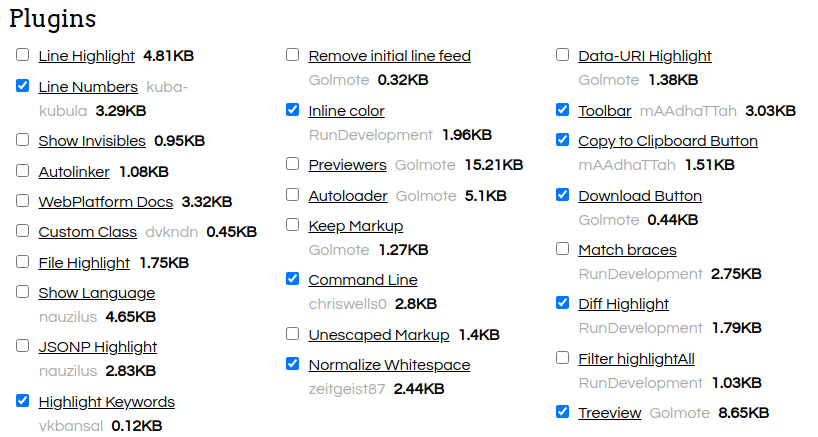 Plugins
Line Highlight 4.81KB
Line Numbers kuba-
kubula 3.29KB
Show Invisibles 0.95KB
Autolinker 1.08KB
WebPlatform Docs 3.32KB
Custom Class dvkndn 0.45KB
File Highlight 1.75KB
Show Language
nauzilus 4.65KB
JSONP Highlight
nauzilus 2.83KB
Highlight Keywords
vkbansal 0.12KB
Remove initial line feed
Golmote 0.32KB
Inline color
RunDevelopment 1.96KB
Previewers Golmote 15.21KB
Autoloader Golmote 5.1KB
Keep Markup
Golmote 1.27KB
Command Line
chriswells0 2.8KB
Unescaped Markup 1.4KB
Normalize Whitespace
zeitgeist87 2.44KB
Data-URI Highlight
Golmote 1.38KB
Toolbar mAAdhaTTah 3.03KB
Copy to Clipboard Button
mAAdhaTTah 1.51KB
Download Button
Golmote 0.44KB
Match braces
RunDevelopment 2.75KB
Diff Highlight
RunDevelopment 1.79KB
Filter highlightAll
RunDevelopment 1.03KB
Treeview Golmote 8.65KB